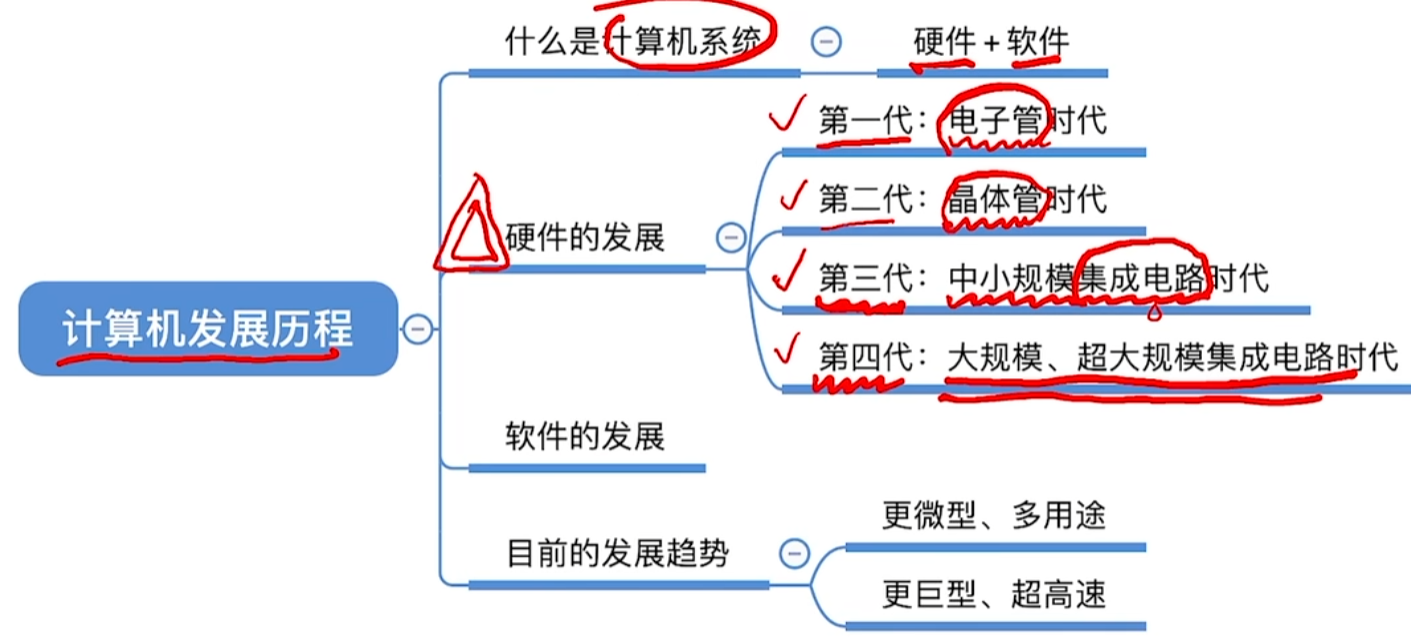 什么是计算机系统
硬件+软件
计算机发展历程
硬件的发展
第一代：电子管时代
第二代：晶体管时代
第三代：中小规模集成电路时代
第四代：大规模、超大规模集成电路时代
软件的发展
目前的发展趋势
更微型、多用途
更巨型、超高速